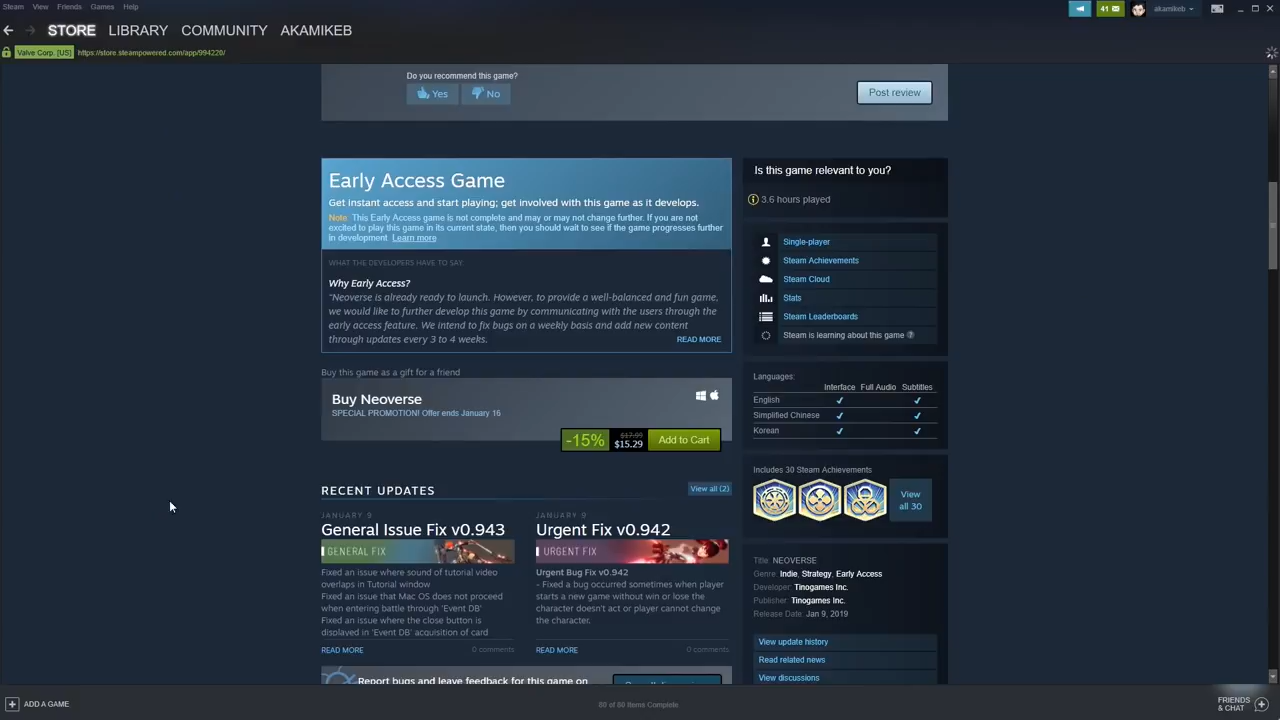 Steam View Friends Games Help
41
akamikeb
STORE LIBRARY COMMUNITY AKAMIKEB
Valve Corp. [US] https://store.steampowered.com/app/994220/
Do you recommend this game?
Yes No
Post review
Early Access Game
Get instant access and start playing; get involved with this game as it develops.
Note This Early Access game is not complete and may or may not change further. If you are not
excited to play this game in its current state, then you should wait to see if the game progresses further
in development Learn more
WHAT THE DEVELOPERS HAVE TO SAY:
Why Early Access?
"Neoverse is already ready to launch. However, to provide a well-balanced and fun game,
we would like to further develop this game by communicating with the users through the
early access feature. We intend to fix bugs on a weekly basis and add new content
through updates every 3 to 4 weeks.
READ MORE
Buy this game as a gift for a friend
Buy Neoverse
SPECIAL PROMOTION! Offer ends January 16
-15% $17.99 $15.29 Add to Cart
RECENT UPDATES
View all (2)
JANUARY 9
General Issue Fix v0.943
GENERAL FIX
Fixed an issue where sound of tutorial video
overlaps in Tutorial window
Fixed an issue that Mac OS does not proceed
when entering battle through 'Event DB'
Fixed an issue where the close button is
displayed in 'Event DB' acquisition of card
READ MORE 0 comments
JANUARY 9
Urgent Fix v0.942
URGENT FIX
Urgent Bug Fix v0.942
- Fixed a bug occurred sometimes when player
starts a new game without win or lose the
character doesn't act or player cannot change
the character.
READ MORE 0 comments
Report bugs and leave feedback for this game on
Is this game relevant to you?
3.6 hours played
Single-player
Steam Achievements
Steam Cloud
Stats
Steam Leaderboards
Steam is learning about this game ?
Languages:
Interface Full Audio Subtitles
English ✓ ✓
Simplified Chinese ✓ ✓
Korean ✓ ✓
Includes 30 Steam Achievements
View
all 30
Title: NEOVERSE
Genre: Indie, Strategy, Early Access
Developer: Tinogames Inc.
Publisher: Tinogames Inc.
Release Date: Jan 9, 2019
View update history
Read related news
View discussions
ADD A GAME
80 of 80 Items Complete
FRIENDS
& CHAT